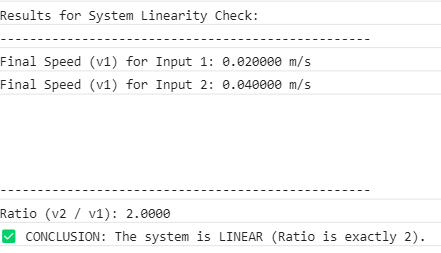 Results for System Linearity Check:
--------------------------------------------------
Final Speed (v1) for Input 1: 0.020000 m/s
Final Speed (v1) for Input 2: 0.040000 m/s
--------------------------------------------------
Ratio (v2 / v1): 2.0000
✅ CONCLUSION: The system is LINEAR (Ratio is exactly 2).